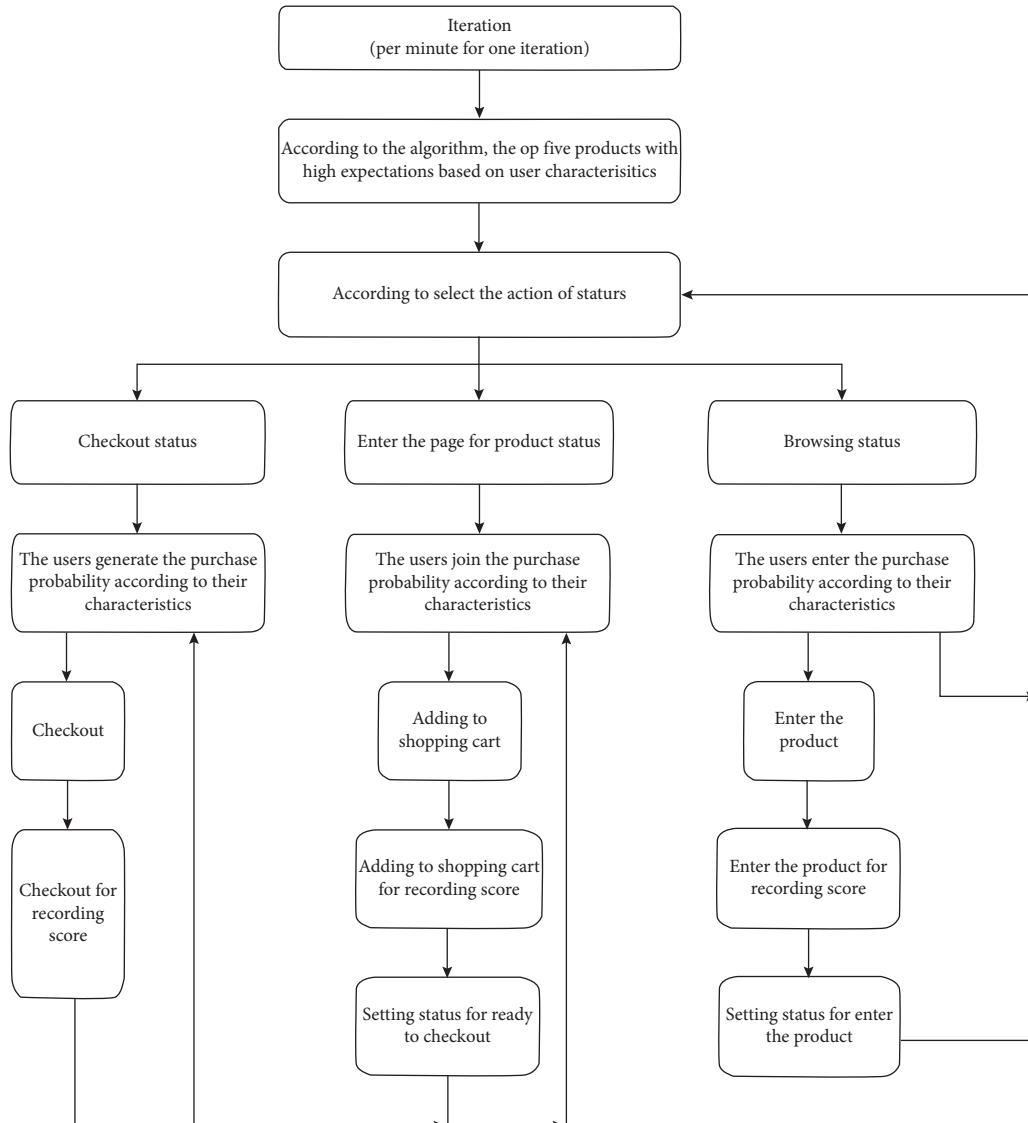 Iteration
(per minute for one iteration)
According to the algorithm, the op five products with
high expectations based on user characterisitics
According to select the action of staturs
Checkout status
Enter the page for product status
Browsing status
The users generate the purchase
probability according to their
characteristics
The users join the purchase
probability according to their
characteristics
The users enter the purchase
probability according to their
characteristics
Checkout
Adding to
shopping cart
Enter the
product
Checkout for
recording
score
Adding to shopping cart
for recording score
Enter the product for
recording score
Setting status for ready
to checkout
Setting status for enter
the product